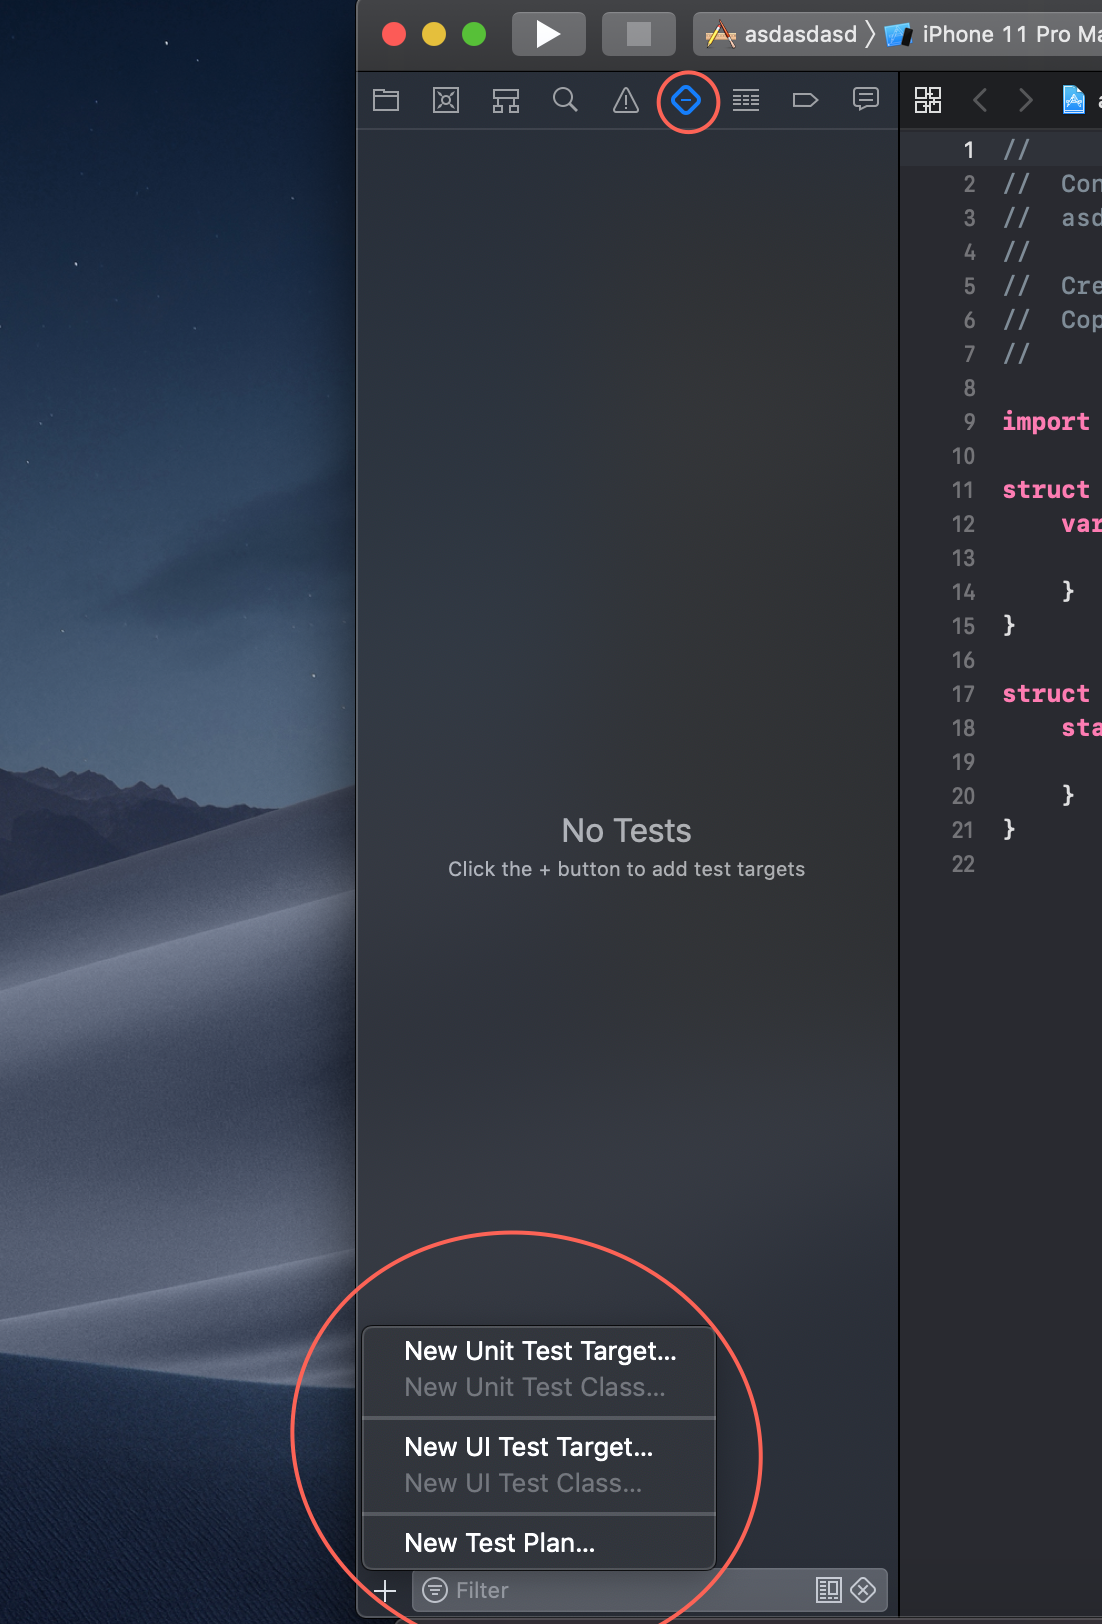 asdasdasd 〉 iPhone 11 Pro Ma
1 //
2 // Con
3 // asd
4 //
5 // Cre
6 // Cop
7 //
8
9 import
10
11 struct
12 var
13
14 }
15 }
16
17 struct
18 sta
19
20 }
21 }
22
No Tests
Click the + button to add test targets
New Unit Test Target...
New Unit Test Class...
New UI Test Target...
New UI Test Class...
New Test Plan...
Filter